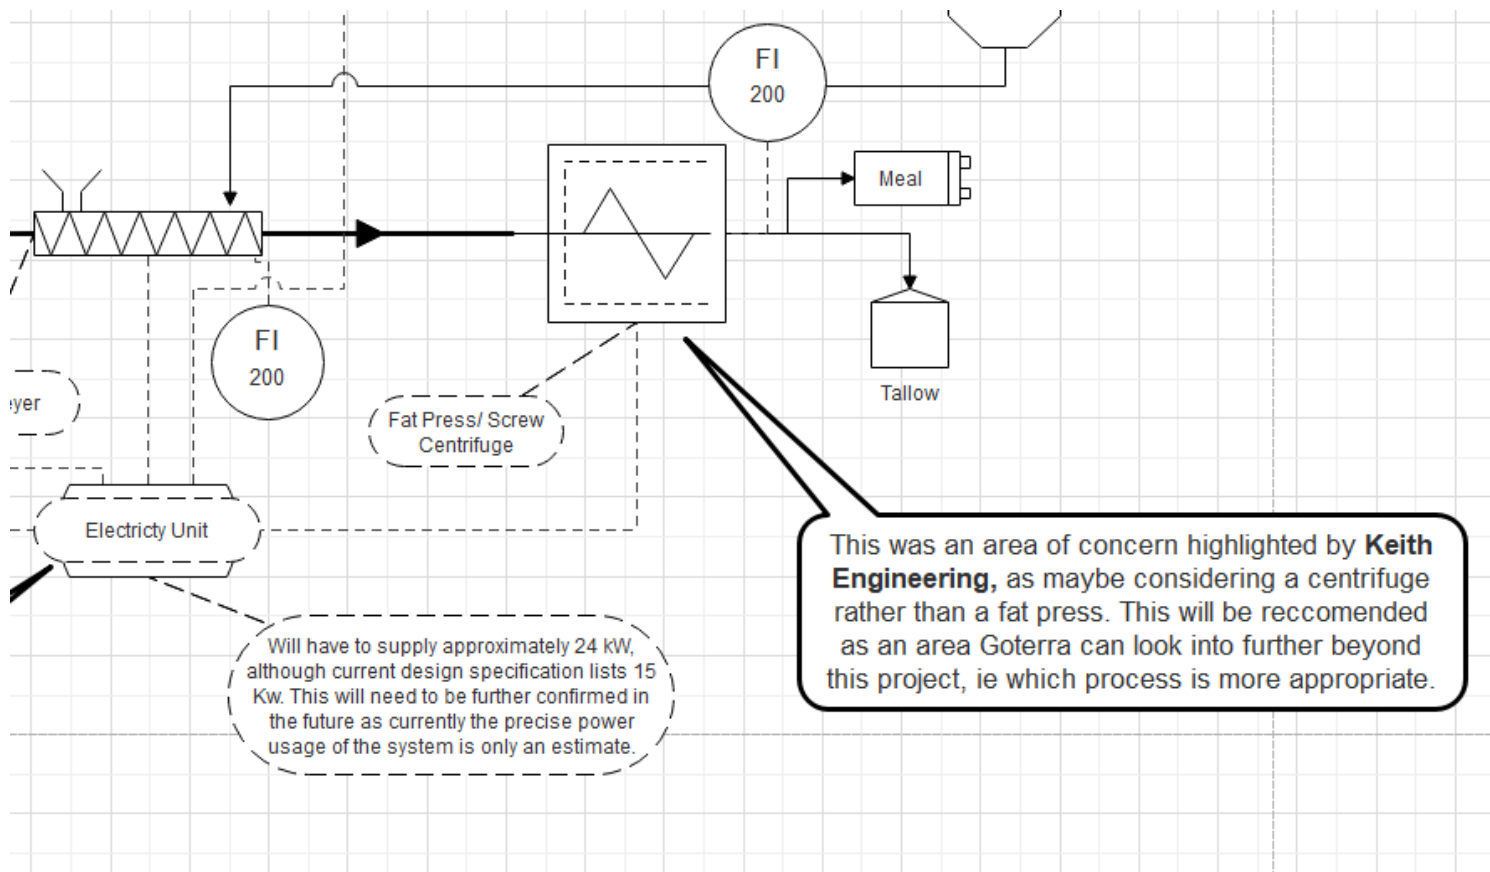 FI
200
Meal
FI
200
Tallow
eyer
Fat Press/ Screw
Centrifuge
Electricty Unit
This was an area of concern highlighted by Keith
Engineering, as maybe considering a centrifuge
rather than a fat press. This will be reccomended
as an area Goterra can look into further beyond
this project, ie which process is more appropriate.
Will have to supply approximately 24 kW,
although current design specification lists 15
Kw. This will need to be further confirmed in
the future as currently the precise power
usage of the system is only an estimate.